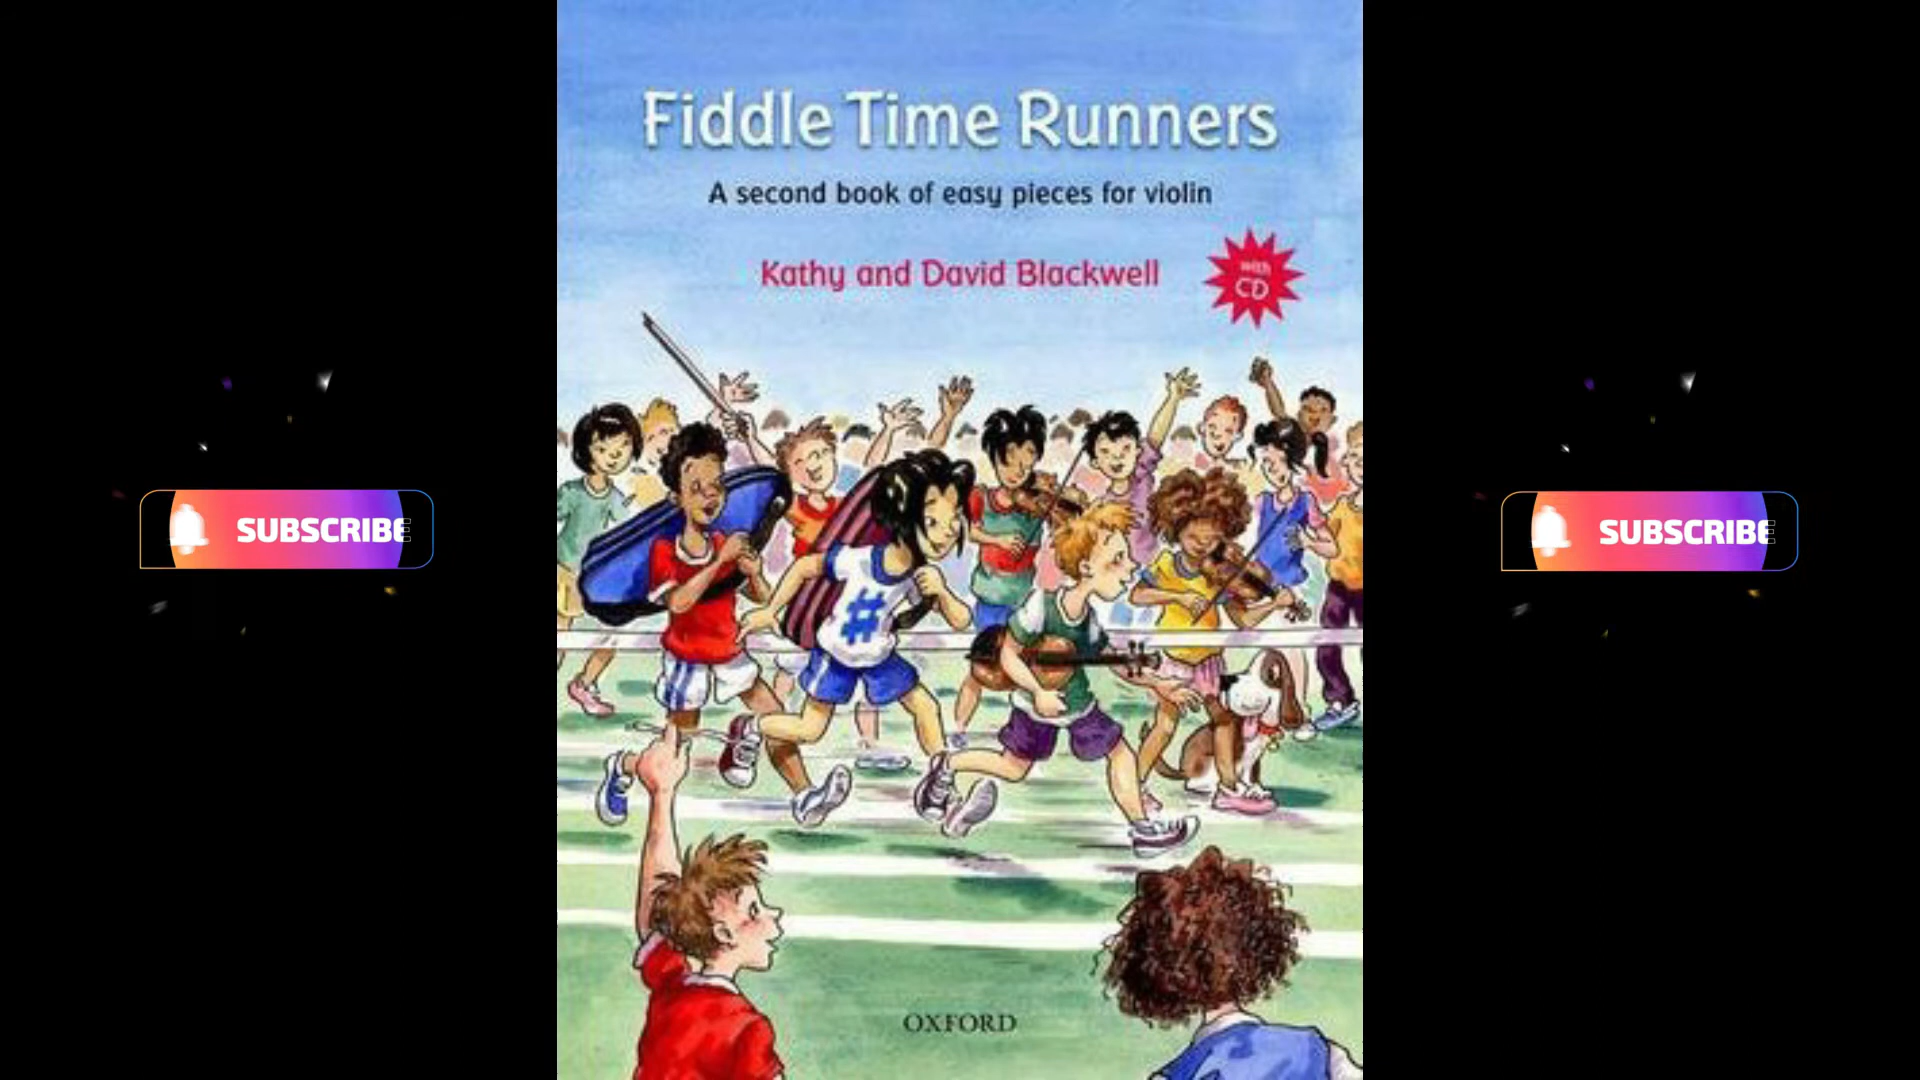 Fiddle Time Runners
A second book of easy pieces for violin
Kathy and David Blackwell
with
CD
SUBSCRIBE
SUBSCRIBE
#
OXFORD